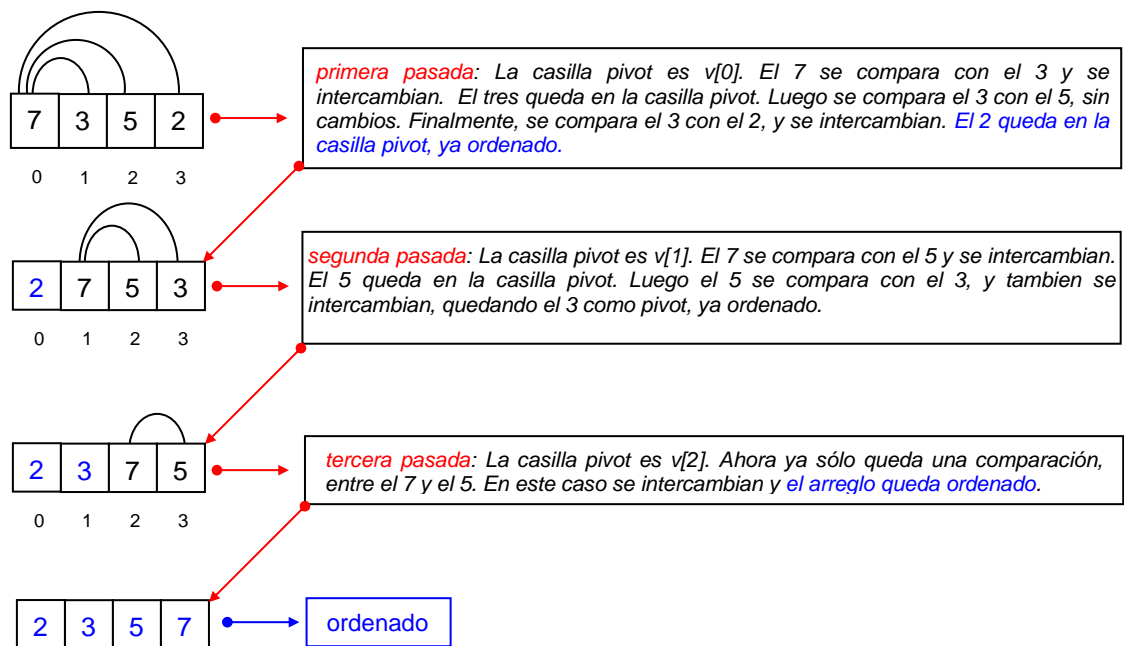 7 3 5 2
0 1 2 3
primera pasada: La casilla pivot es v[0]. El 7 se compara con el 3 y se
intercambian. El tres queda en la casilla pivot. Luego se compara el 3 con el 5, sin
cambios. Finalmente, se compara el 3 con el 2, y se intercambian. El 2 queda en la
casilla pivot, ya ordenado.
2 7 5 3
0 1 2 3
segunda pasada: La casilla pivot es v[1]. El 7 se compara con el 5 y se intercambian.
El 5 queda en la casilla pivot. Luego el 5 se compara con el 3, y tambien se
intercambian, quedando el 3 como pivot, ya ordenado.
2 3 7 5
0 1 2 3
tercera pasada: La casilla pivot es v[2]. Ahora ya sólo queda una comparación,
entre el 7 y el 5. En este caso se intercambian y el arreglo queda ordenado.
2 3 5 7
ordenado